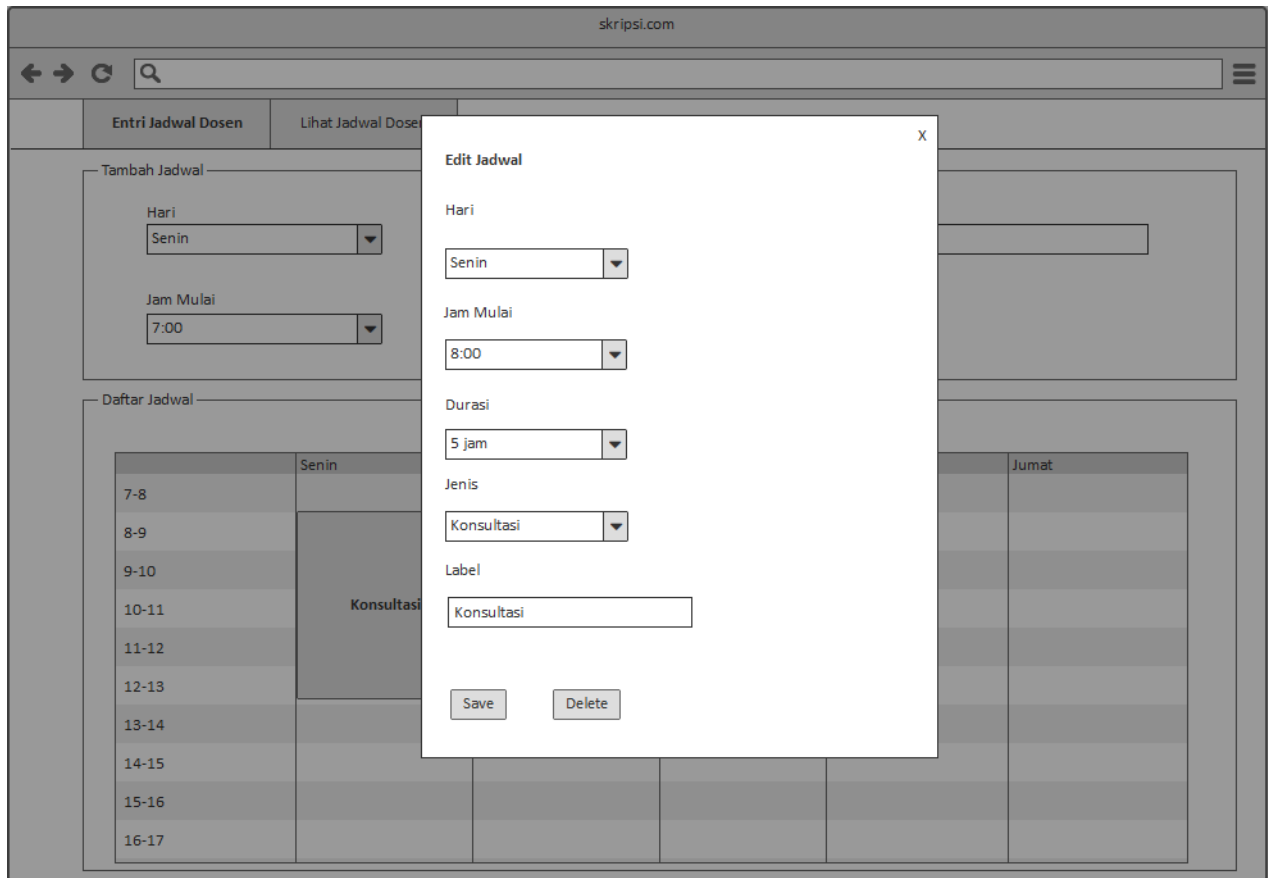 skripsi.com
Entri Jadwal Dosen
Lihat Jadwal Dosen
Tambah Jadwal
Hari
Senin
Jam Mulai
7:00
X
Edit Jadwal
Hari
Senin
Jam Mulai
8:00
Durasi
5 jam
Jenis
Konsultasi
Label
Konsultasi
Save
Delete
Daftar Jadwal
Senin
Jumat
7-8
8-9
9-10
10-11
Konsultasi
11-12
12-13
13-14
14-15
15-16
16-17